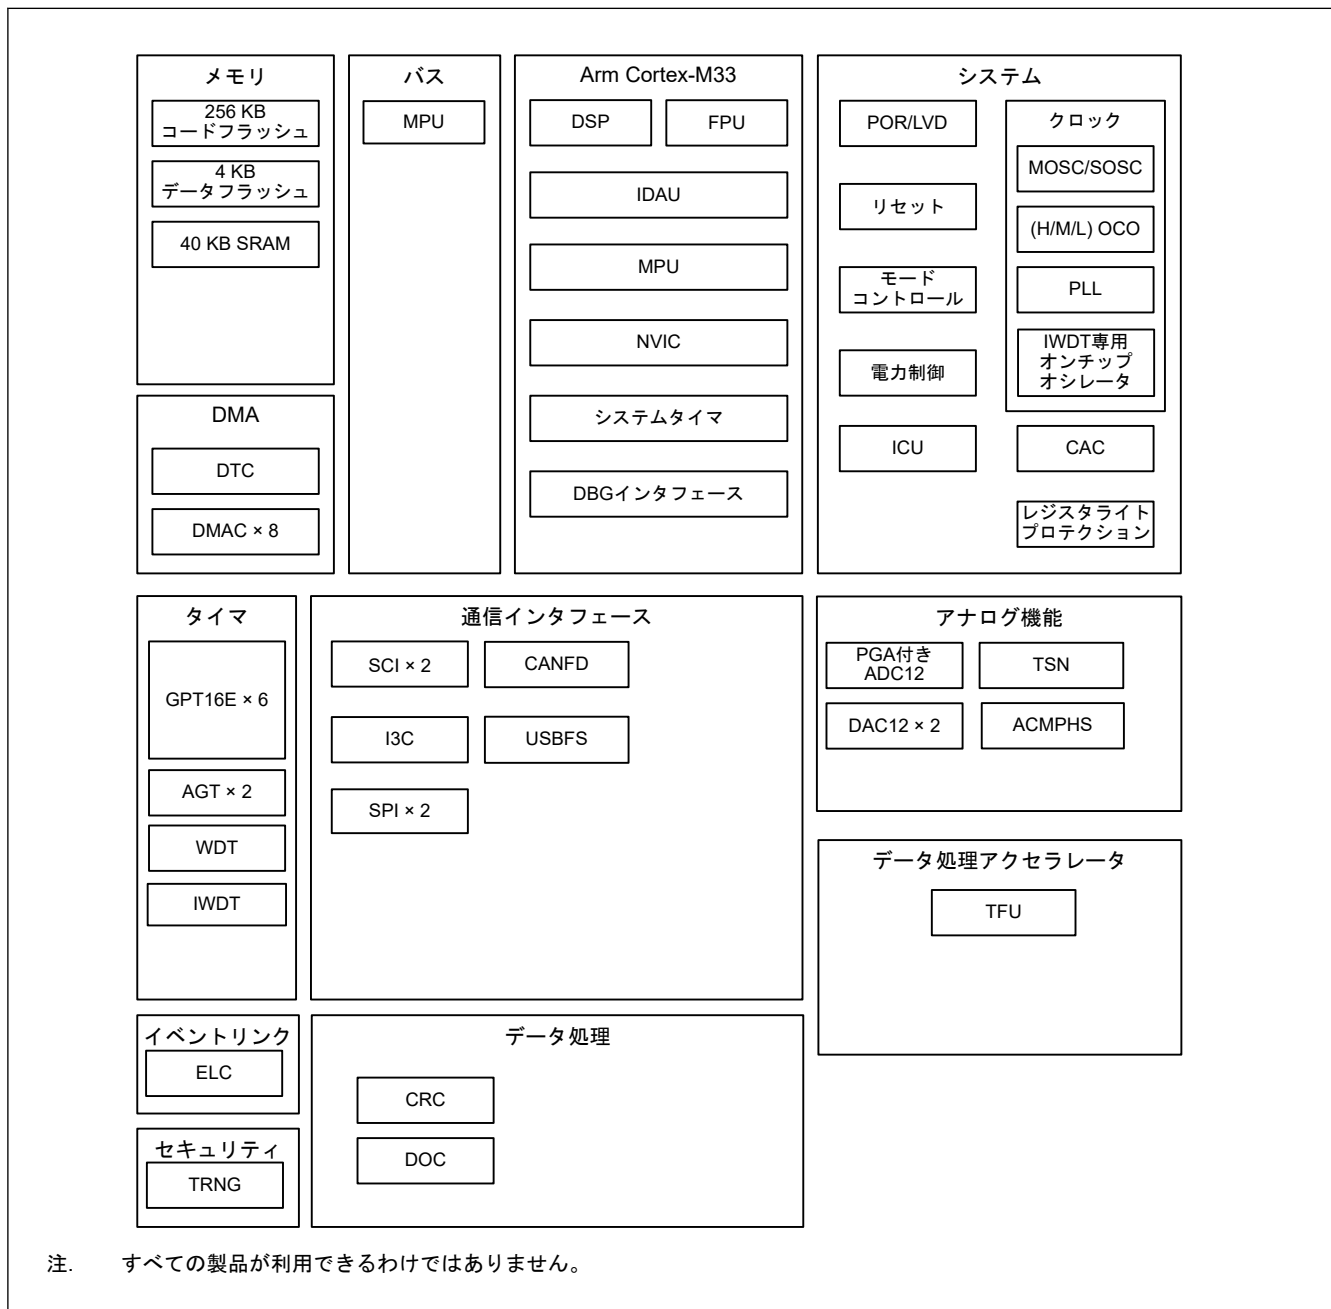 メモリ
256 KB
コードフラッシュ
4 KB
データフラッシュ
40 KB SRAM
DMA
DTC
DMAC × 8
バス
MPU
Arm Cortex-M33
DSP
FPU
IDAU
MPU
NVIC
システムタイマ
DBGインタフェース
システム
POR/LVD
リセット
モード
コントロール
電力制御
ICU
クロック
MOSC/SOSC
(H/M/L) OCO
PLL
IWDT専用
オンチップ
オシレータ
CAC
レジスタライト
プロテクション
タイマ
GPT16E × 6
AGT × 2
WDT
IWDT
通信インタフェース
SCI × 2
CANFD
I3C
USBFS
SPI × 2
アナログ機能
PGA付き
ADC12
TSN
DAC12 × 2
ACMPHS
データ処理アクセラレータ
TFU
イベントリンク
ELC
セキュリティ
TRNG
データ処理
CRC
DOC
注. すべての製品が利用できるわけではありません。